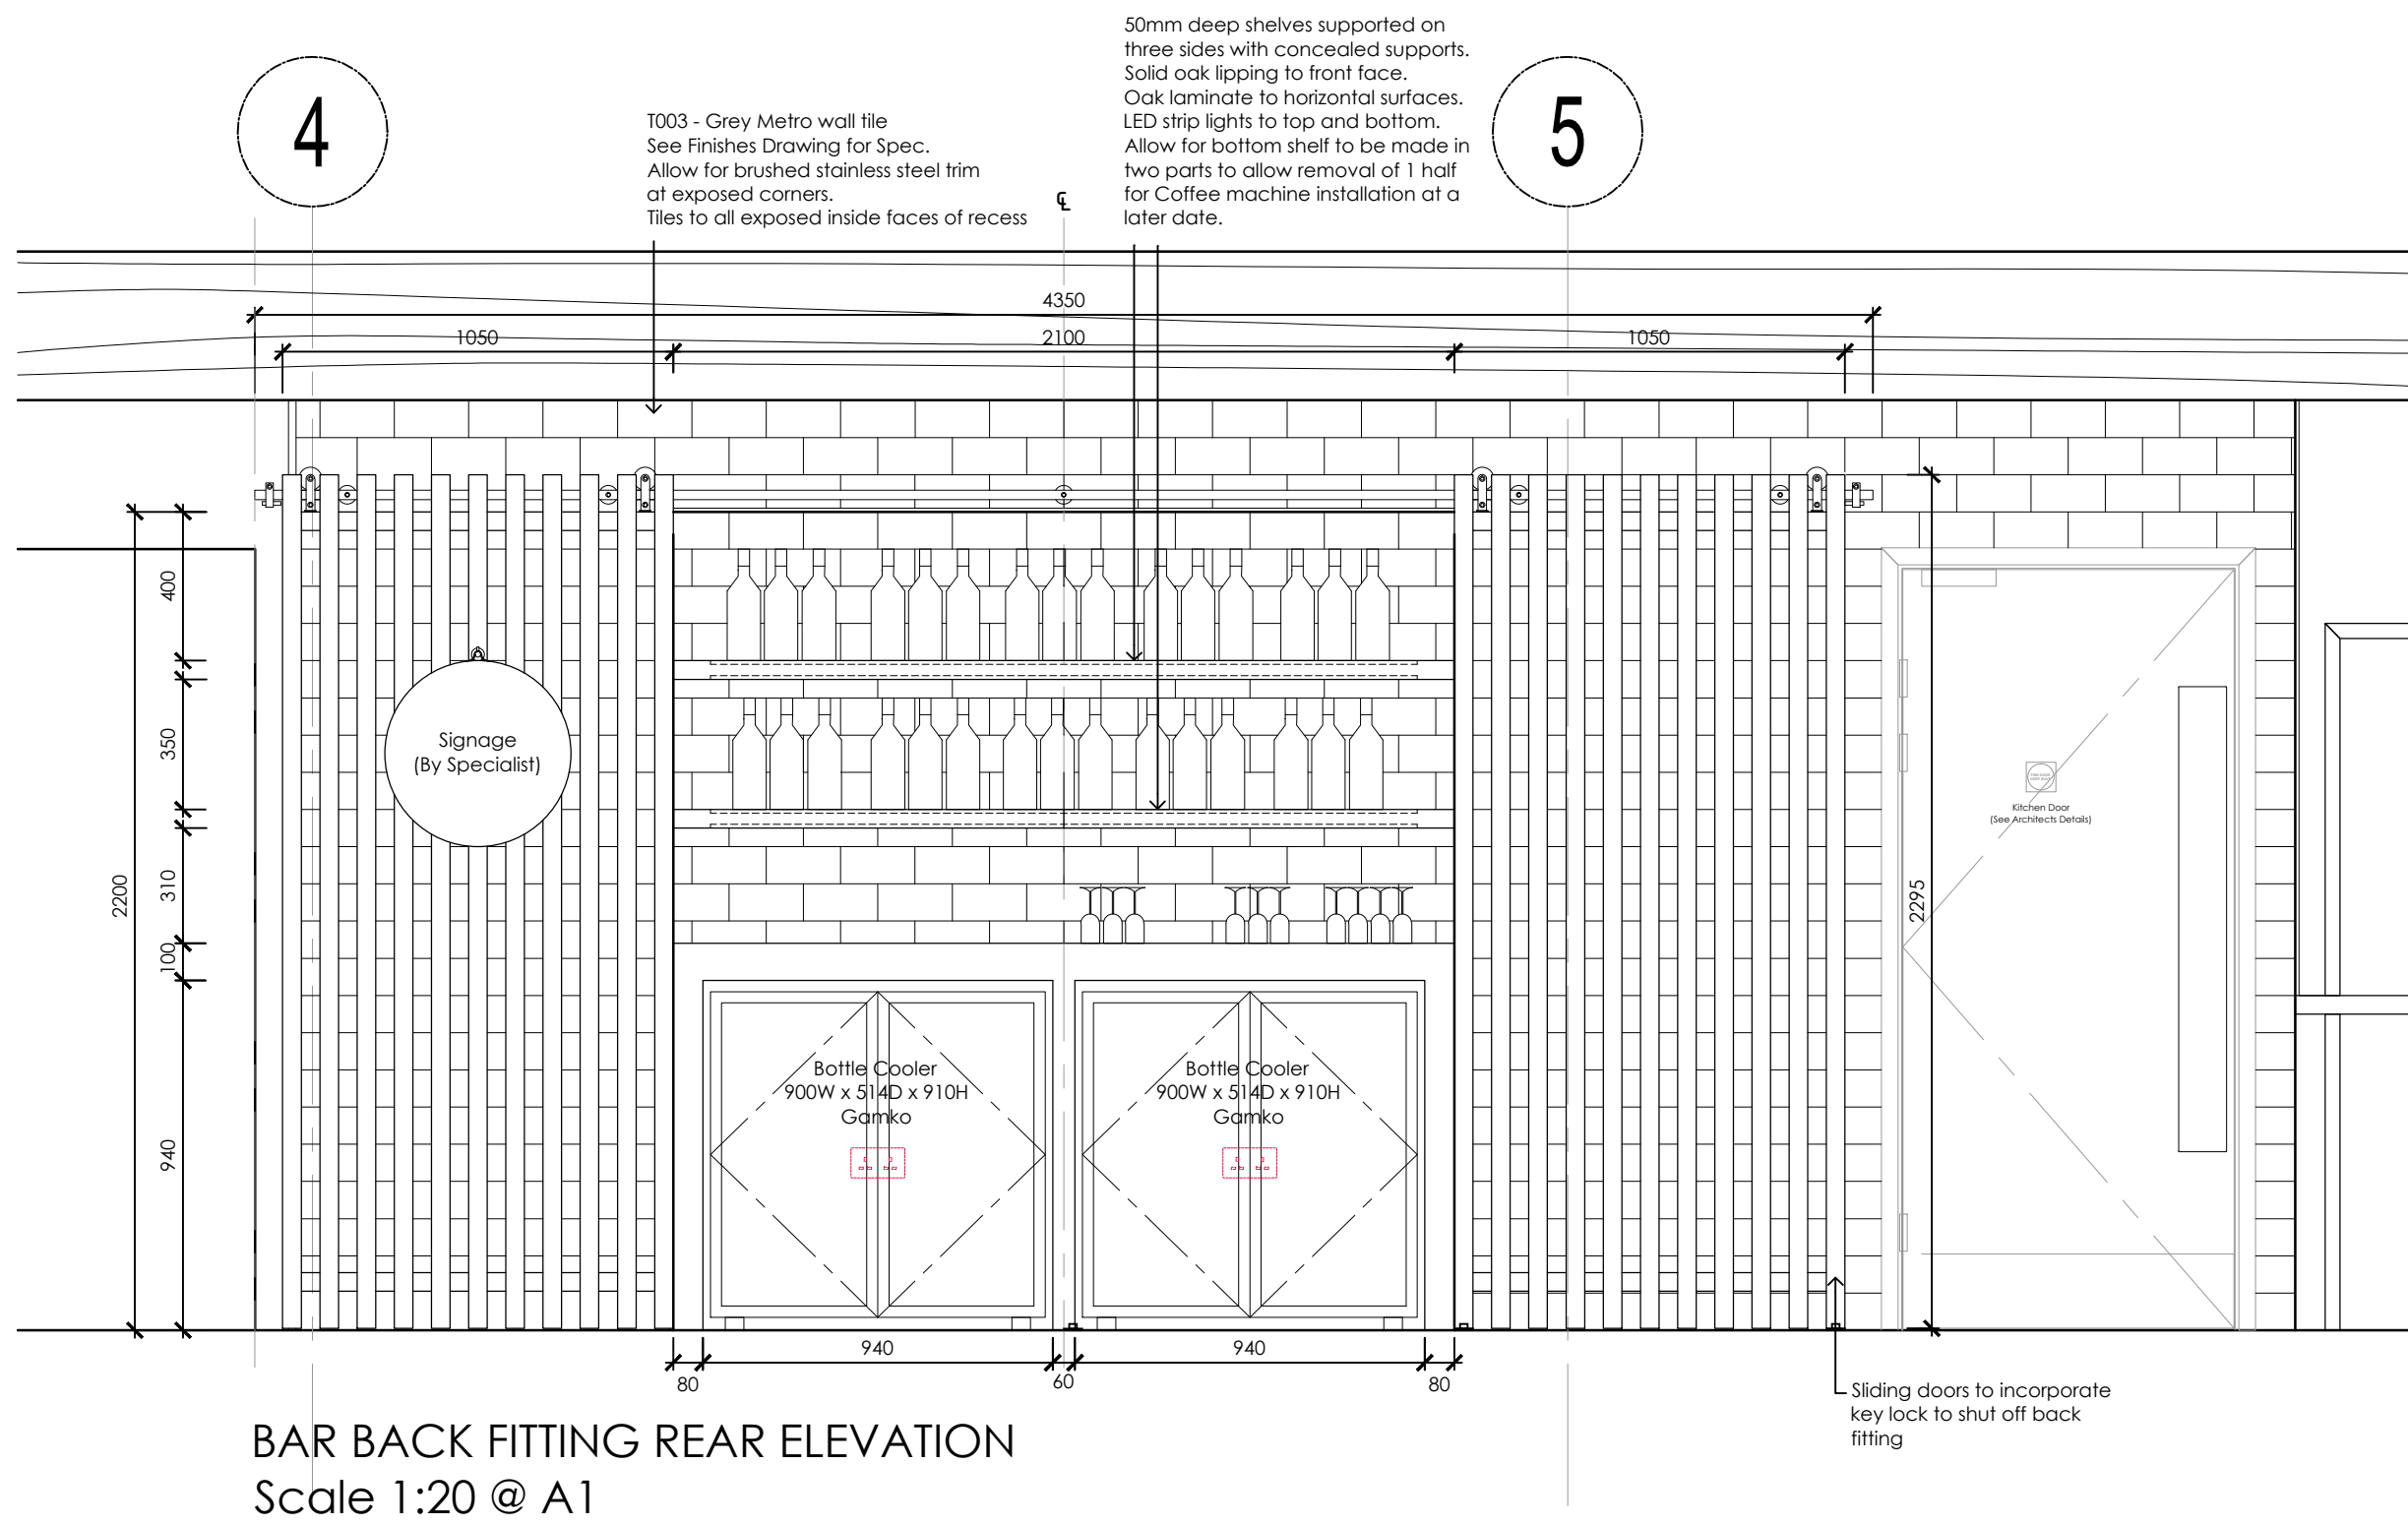 50mm deep shelves supported on
three sides with concealed supports.
Solid oak lipping to front face.
Oak laminate to horizontal surfaces.
LED strip lights to top and bottom.
Allow for bottom shelf to be made in
two parts to allow removal of 1 half
for Coffee machine installation at a
later date.
4
5
T003 - Grey Metro wall tile
See Finishes Drawing for Spec.
Allow for brushed stainless steel trim
at exposed corners.
Tiles to all exposed inside faces of recess
℄
4350
1050
2100
1050
400
350
310
100
940
2200
2295
Signage
(By Specialist)
Kitchen Door
(See Architects Details)
Bottle Cooler
900W x 514D x 910H
Gamko
Bottle Cooler
900W x 514D x 910H
Gamko
940
940
80
60
80
Sliding doors to incorporate
key lock to shut off back
fitting
BAR BACK FITTING REAR ELEVATION
Scale 1:20 @ A1